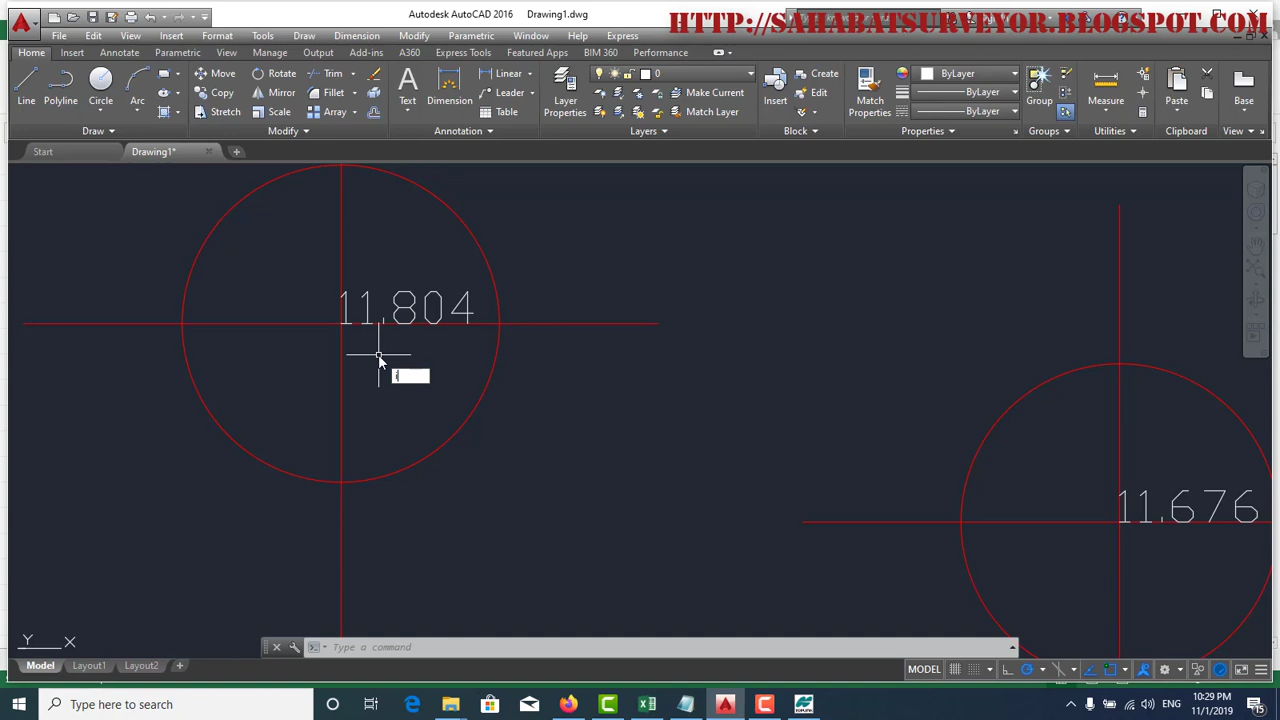 Autodesk AutoCAD 2016 Drawing1.dwg
HTTP://SAHABATSURVEYOR.BLOGSPOT.COM
File Edit View Insert Format Tools Draw Dimension Modify Parametric Window Help Express
Home Insert Annotate Parametric View Manage Output Add-ins A360 Express Tools Featured Apps BIM 360 Performance
Line Polyline Circle Arc
Move Rotate Trim
Copy Mirror Fillet
Stretch Scale Array
Text Dimension
Linear
Leader
Table
Layer Properties
0
Make Current
Match Layer
Insert
Create
Edit
Match Properties
ByLayer
ByLayer
ByLayer
Group
Measure
Paste
Base
Draw Modify Annotation Layers Block Properties Groups Utilities Clipboard View
Start Drawing1*
11,804
i
11,676
Y X
Type a command
Model Layout1 Layout2
MODEL
Type here to search
TOPLINK
ENG
10:29 PM
11/1/2019
15